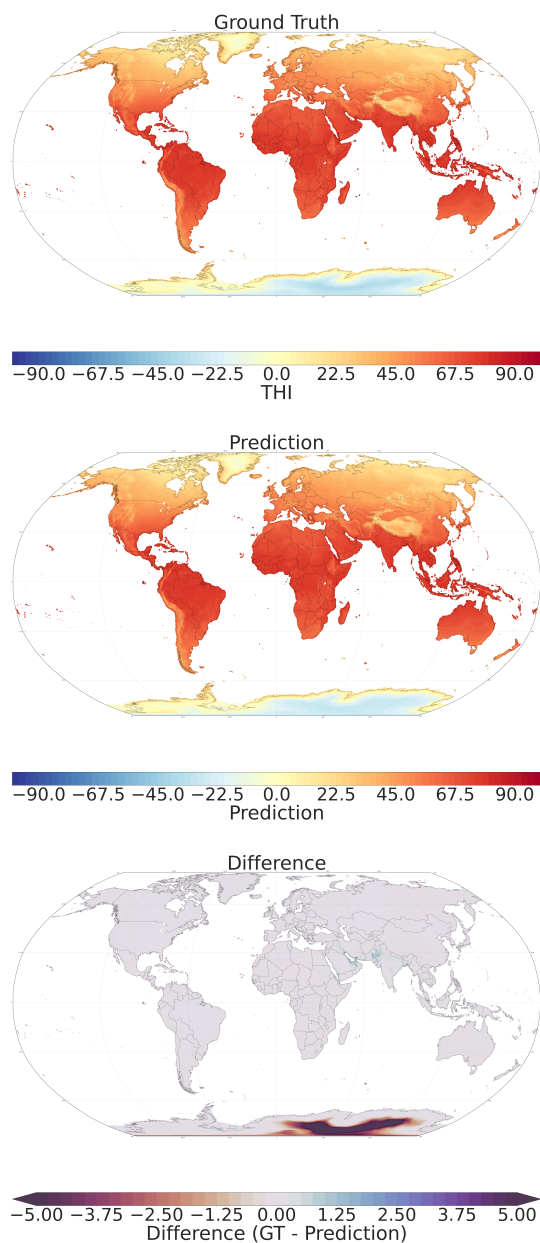 Ground Truth
−90.0 −67.5 −45.0 −22.5 0.0 22.5 45.0 67.5 90.0
THI
Prediction
−90.0 −67.5 −45.0 −22.5 0.0 22.5 45.0 67.5 90.0
Prediction
Difference
−5.00 −3.75 −2.50 −1.25 0.00 1.25 2.50 3.75 5.00
Difference (GT - Prediction)